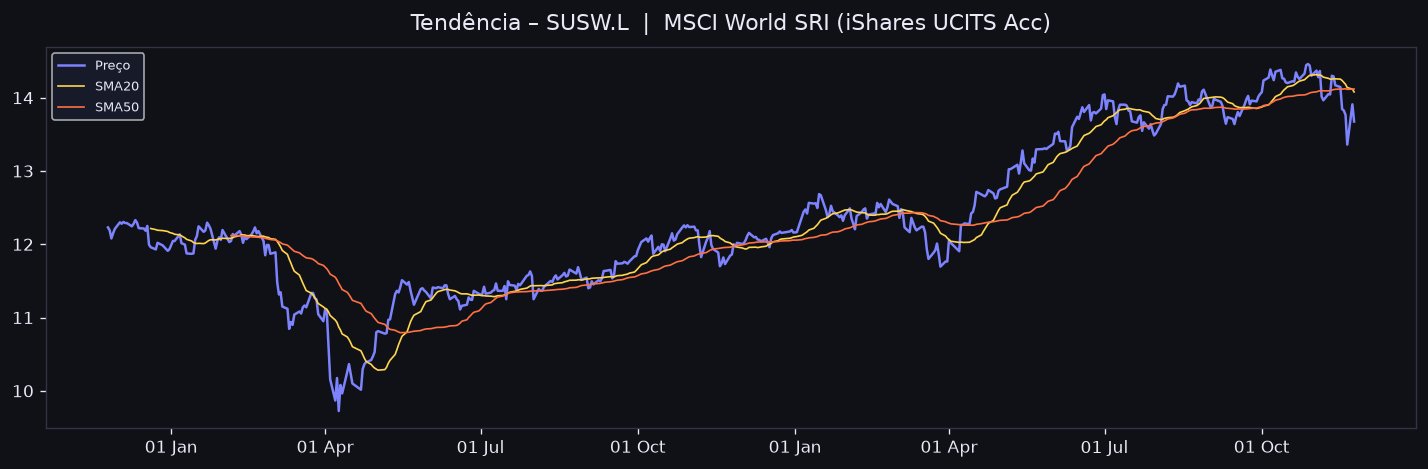 Tendência – SUSW.L | MSCI World SRI (iShares UCITS Acc)
Preço
SMA20
SMA50
14
13
12
11
10
01 Jan
01 Apr
01 Jul
01 Oct
01 Jan
01 Apr
01 Jul
01 Oct